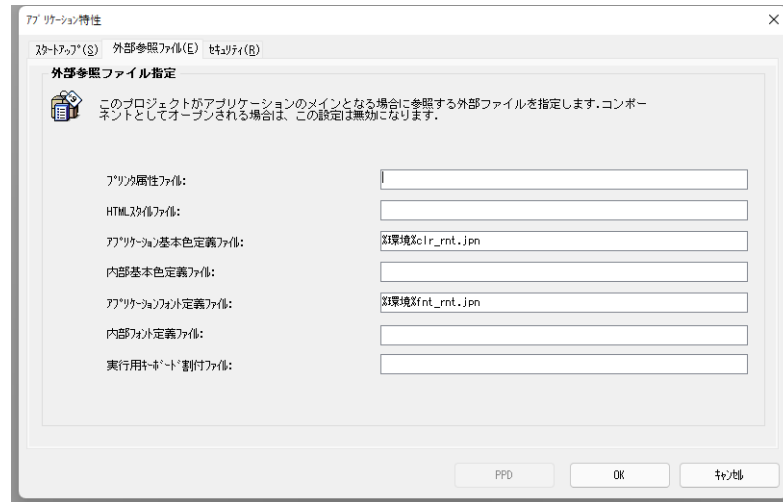 ｱﾌﾟﾘｹｰｼｮﾝ特性
ｽﾀｰﾄｱｯﾌﾟ(S) 外部参照ﾌｧｲﾙ(E) ｾｷｭﾘﾃｨ(R)
外部参照ファイル指定
このプロジェクトがアプリケーションのメインとなる場合に参照する外部ファイルを指定します.コンポー
ネントとしてオープンされる場合は、この設定は無効になります.
ﾌﾟﾘﾝﾀ属性ﾌｧｲﾙ:
HTMLｽﾀｲﾙﾌｧｲﾙ:
ｱﾌﾟﾘｹｰｼｮﾝ基本色定義ﾌｧｲﾙ: %環境%clr_rnt.jpn
内部基本色定義ﾌｧｲﾙ:
ｱﾌﾟﾘｹｰｼｮﾝﾌｫﾝﾄ定義ﾌｧｲﾙ: %環境%fnt_rnt.jpn
内部ﾌｫﾝﾄ定義ﾌｧｲﾙ:
実行用ｷｰﾎﾞｰﾄﾞ割付ﾌｧｲﾙ:
PPD OK ｷｬﾝｾﾙ